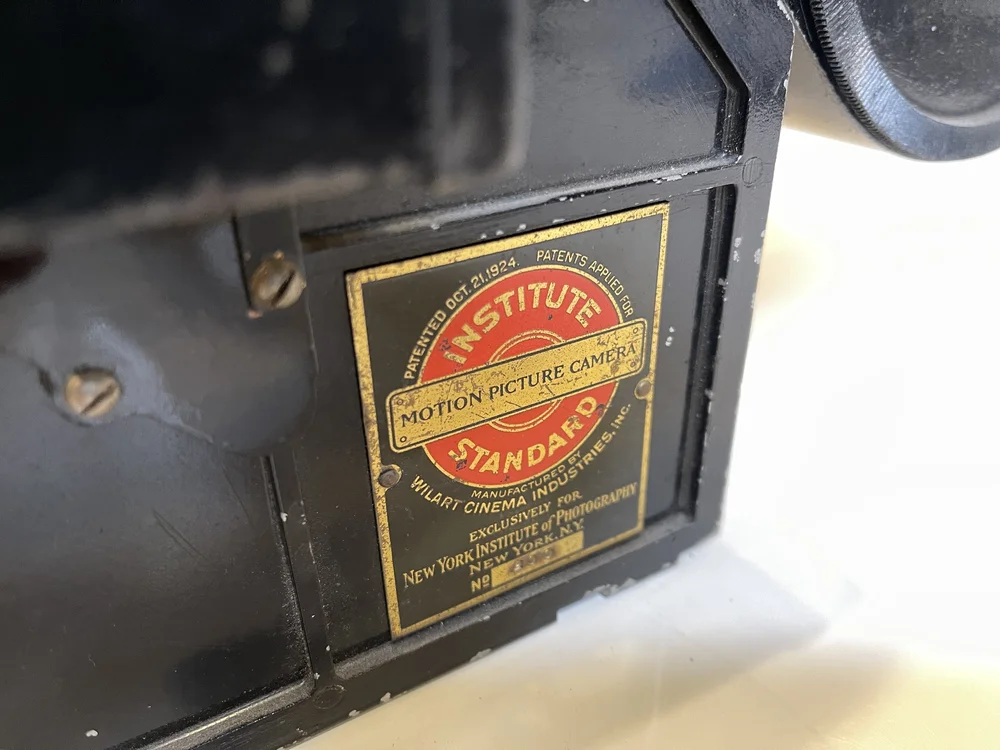 PATENTED OCT. 21. 1924. PATENTS APPLIED FOR
INSTITUTE
MOTION PICTURE CAMERA
STANDARD
MANUFACTURED BY
WILART CINEMA INDUSTRIES, INC.
EXCLUSIVELY FOR
NEW YORK INSTITUTE of PHOTOGRAPHY
NEW YORK, N.Y.
No